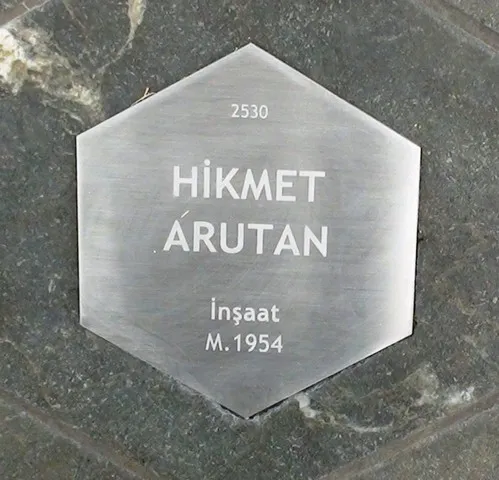 2530
HİKMET
ARUTAN
İnşaat
M.1954